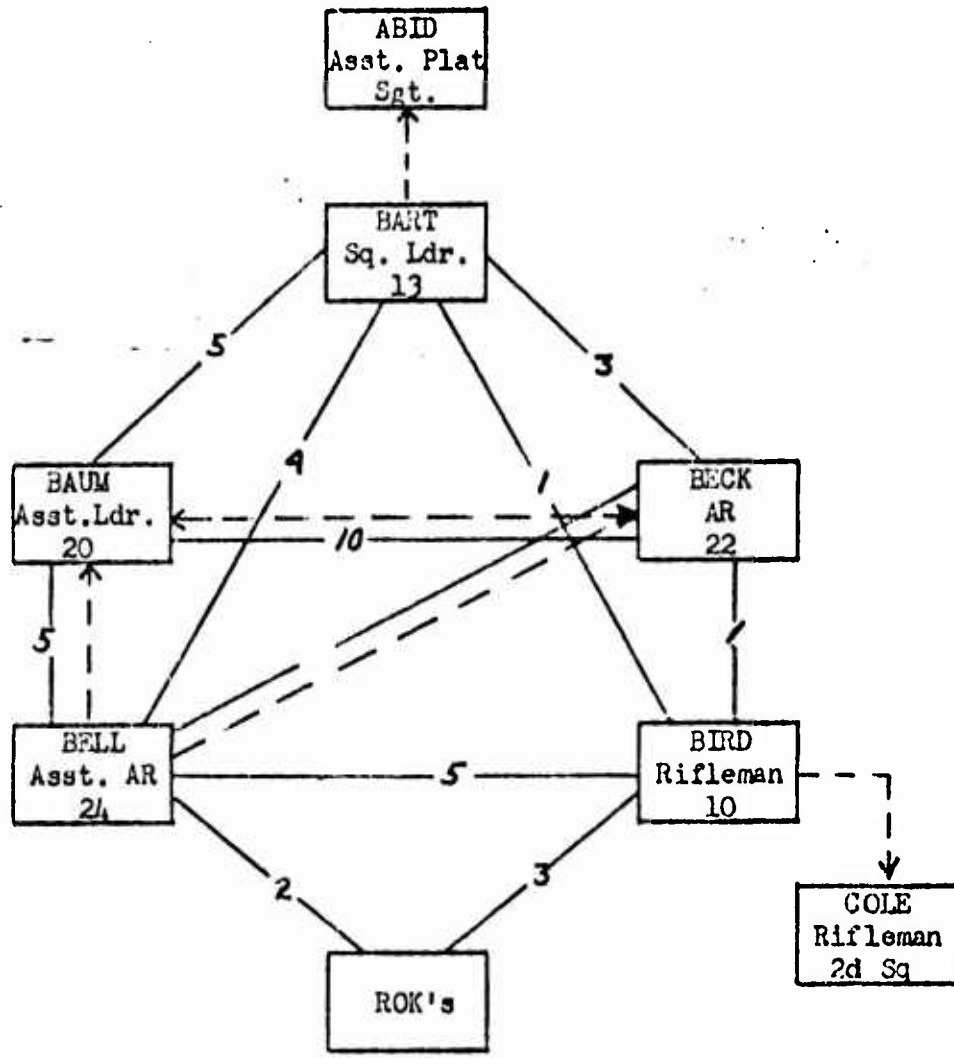 ABID
Asst. Plat
Sgt.
BART
Sq. Ldr.
13
5
3
4
1
BAUM
Asst.Ldr.
20
BECK
AR
22
10
5
1
BELL
Asst. AR
24
BIRD
Rifleman
10
5
2
3
COLE
Rifleman
2d Sq
ROK's